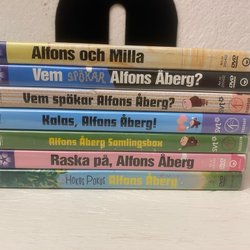 Alfons och Milla
Vem SPÖKAR Alfons Åberg?
Vem spökar Alfons Åberg?
Kalas, Alfons Åberg!
Alfons Åberg Samlingsbox
Raska på, Alfons Åberg
Hokus Pokus Alfons Åberg